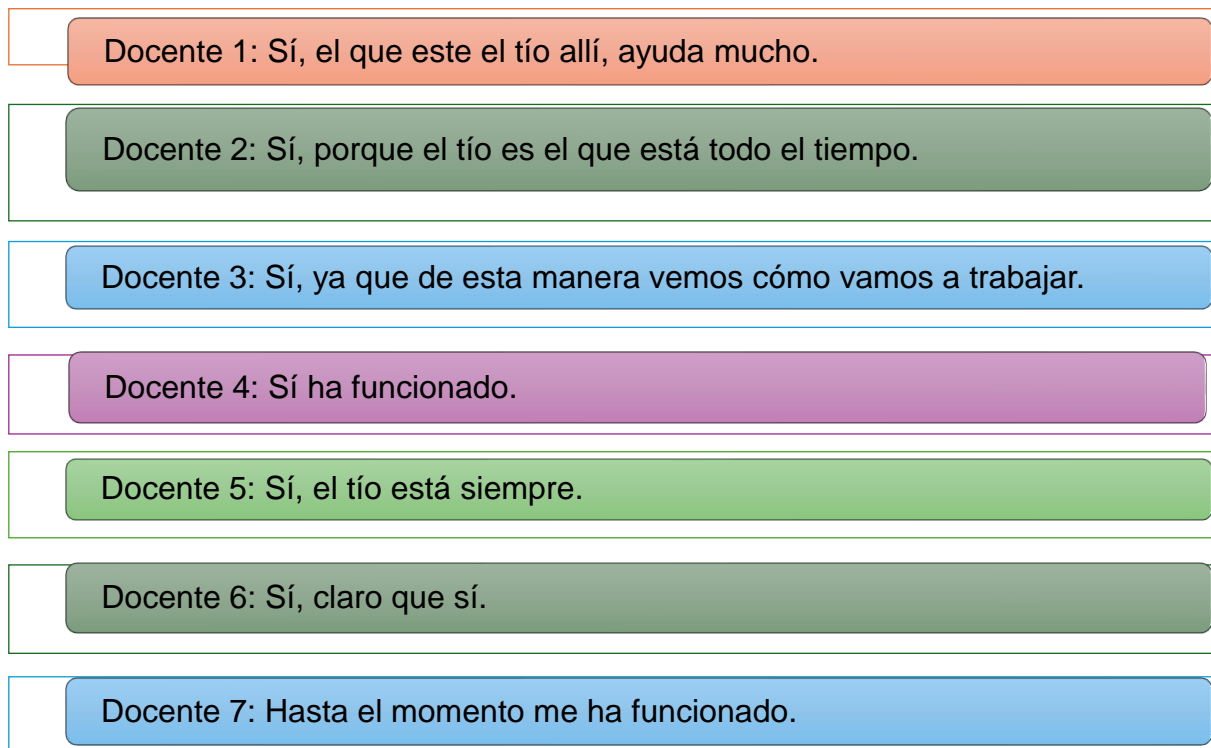 Docente 1: Sí, el que este el tío allí, ayuda mucho.
Docente 2: Sí, porque el tío es el que está todo el tiempo.
Docente 3: Sí, ya que de esta manera vemos cómo vamos a trabajar.
Docente 4: Sí ha funcionado.
Docente 5: Sí, el tío está siempre.
Docente 6: Sí, claro que sí.
Docente 7: Hasta el momento me ha funcionado.